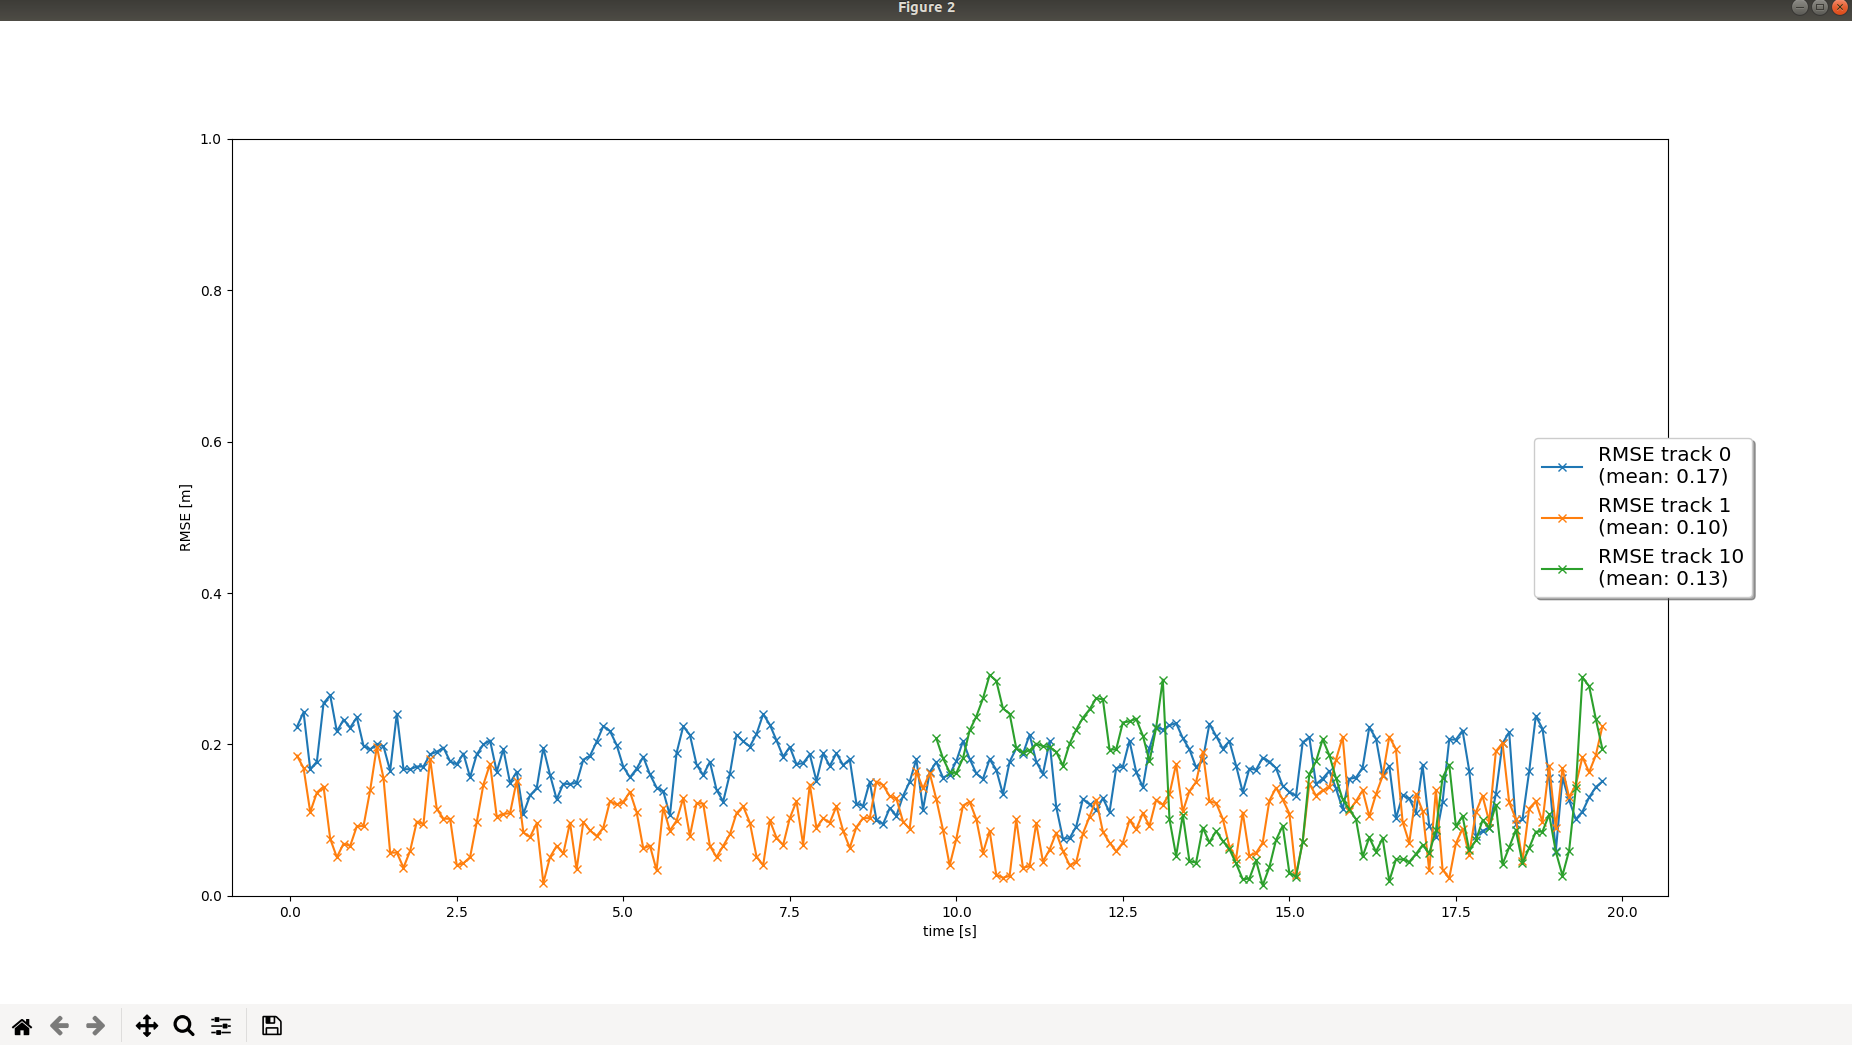 Figure 2
1.0
0.8
0.6
0.4
0.2
0.0
RMSE [m]
0.0 2.5 5.0 7.5 10.0 12.5 15.0 17.5 20.0
time [s]
RMSE track 0
(mean: 0.17)
RMSE track 1
(mean: 0.10)
RMSE track 10
(mean: 0.13)